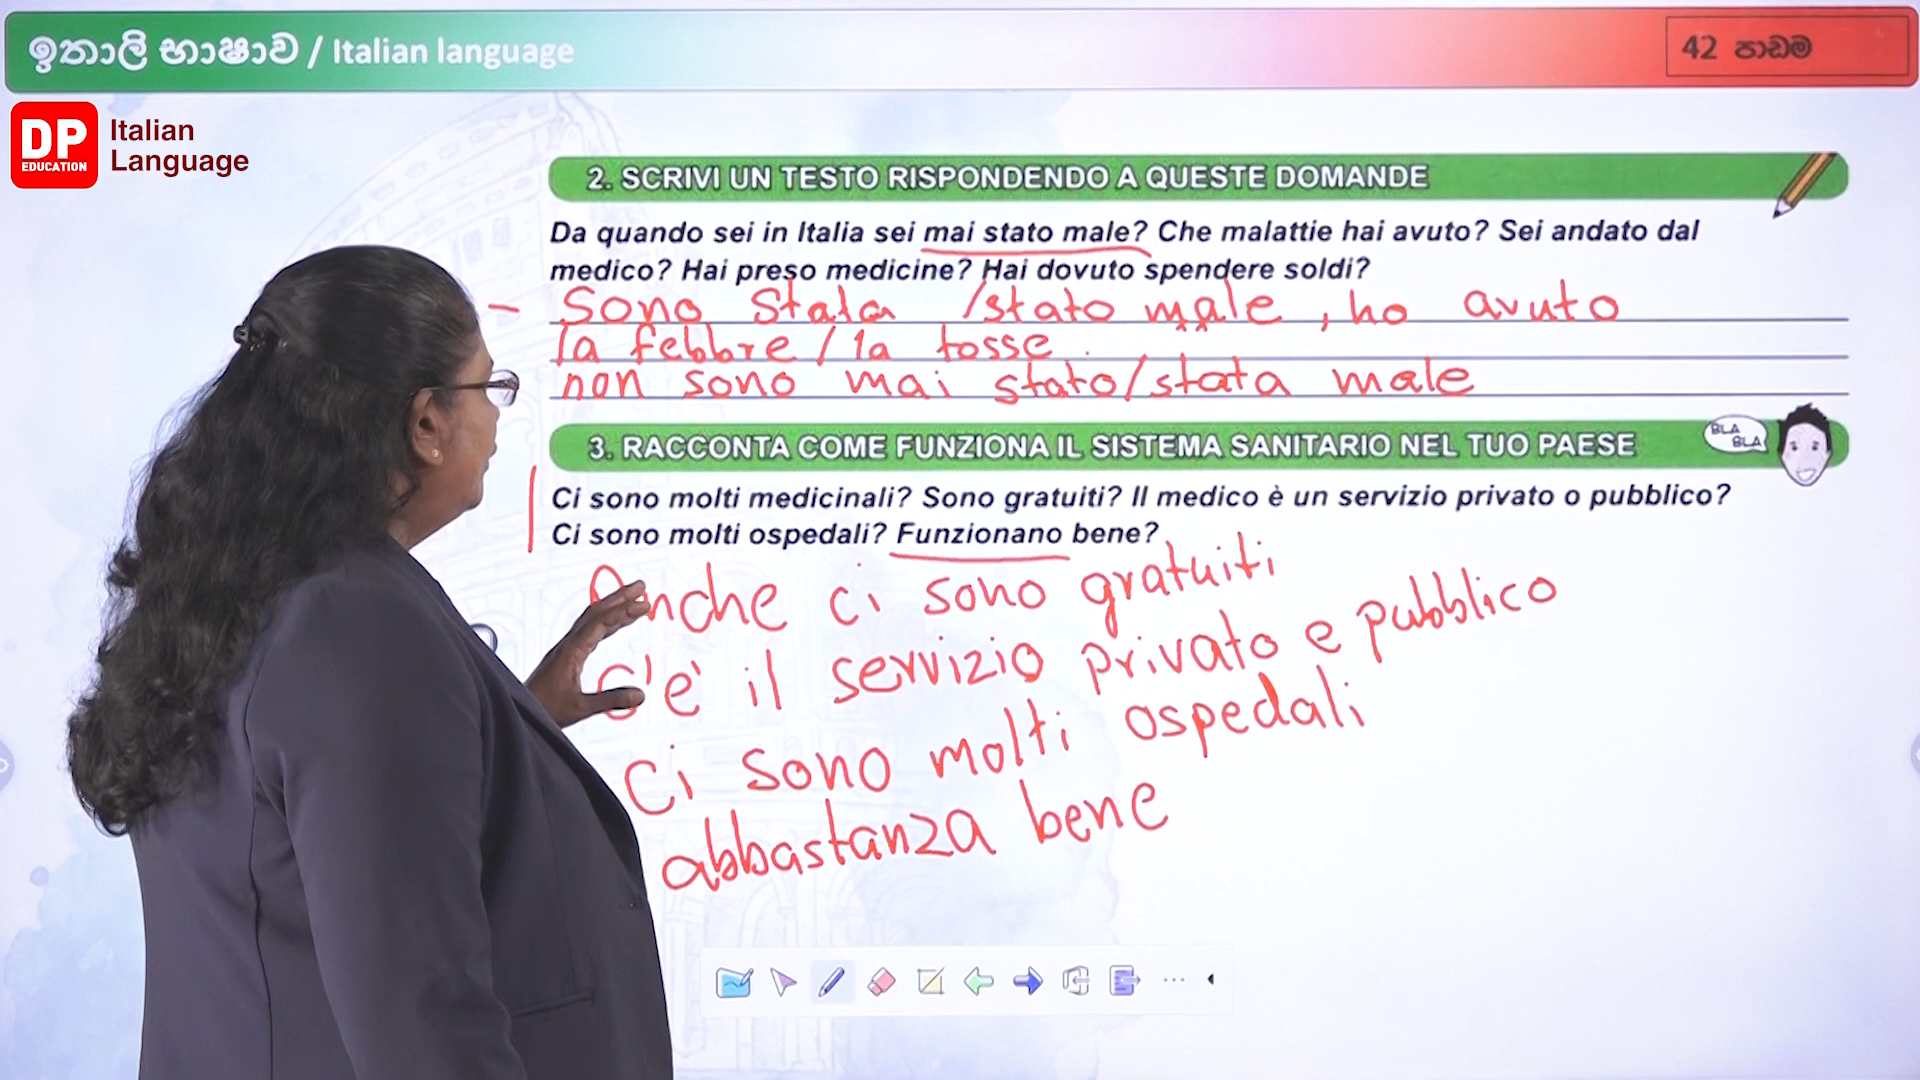 ඉතාලි භාෂාව / Italian language
42 පාඩම
DP
EDUCATION
Italian
Language
2. SCRIVI UN TESTO RISPONDENDO A QUESTE DOMANDE
Da quando sei in Italia sei mai stato male? Che malattie hai avuto? Sei andato dal
medico? Hai preso medicine? Hai dovuto spendere soldi?
- Sono stata /stato male, ho avuto
la febbre / la tosse.
non sono mai stato/stata male
3. RACCONTA COME FUNZIONA IL SISTEMA SANITARIO NEL TUO PAESE
BLA
BLA
Ci sono molti medicinali? Sono gratuiti? Il medico è un servizio privato o pubblico?
Ci sono molti ospedali? Funzionano bene?
Anche ci sono gratuiti
C'è il servizio privato e pubblico
Ci sono molti ospedali
abbastanza bene